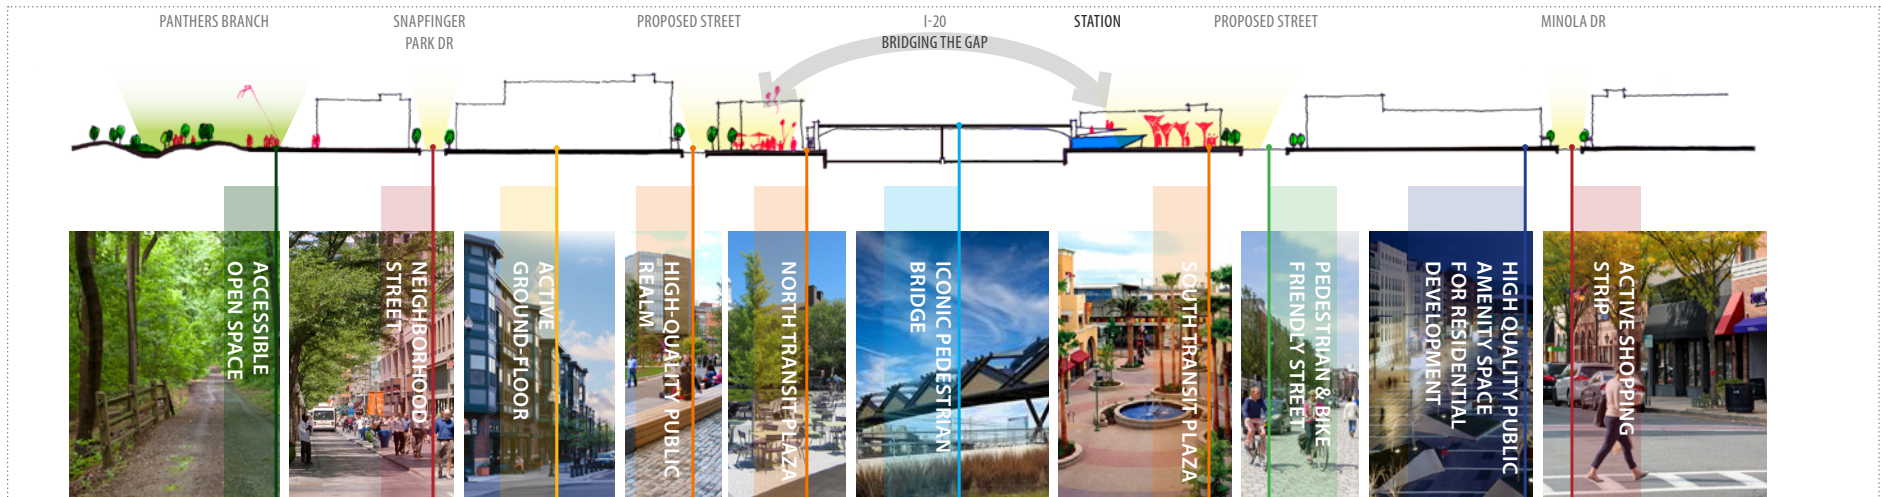 PANTHERS BRANCH
SNAPFINGER
PARK DR
PROPOSED STREET
I-20
BRIDGING THE GAP
STATION
PROPOSED STREET
MINOLA DR
ACCESSIBLE
OPEN SPACE
NEIGHBORHOOD
STREET
ACTIVE
GROUND-FLOOR
HIGH-QUALITY PUBLIC
REALM
NORTH TRANSIT PLAZA
ICONIC PEDESTRIAN
BRIDGE
SOUTH TRANSIT PLAZA
PEDESTRIAN & BIKE
FRIENDLY STREET
HIGH QUALITY PUBLIC
AMENITY SPACE
FOR RESIDENTIAL
DEVELOPMENT
ACTIVE SHOPPING
STRIP